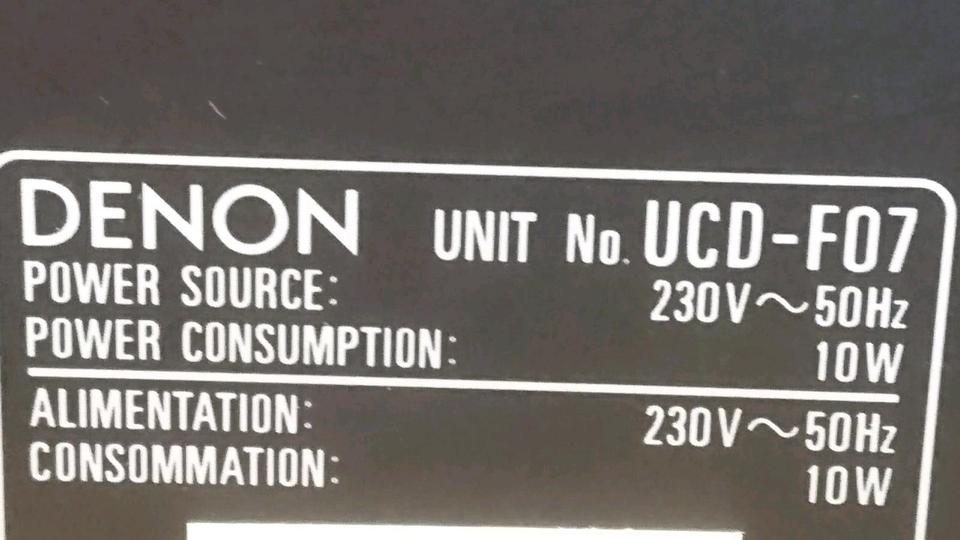 DENON UNIT No. UCD-F07
POWER SOURCE: 230V～50Hz
POWER CONSUMPTION: 10W
ALIMENTATION: 230V～50Hz
CONSOMMATION: 10W